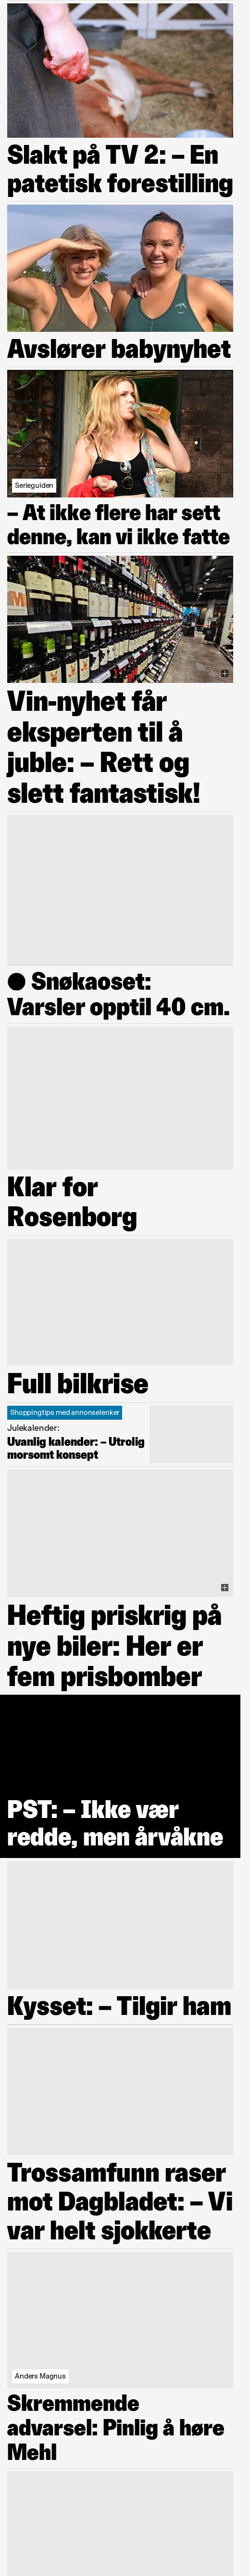 Slakt på TV 2: – En
patetisk forestilling
Avslører babynyhet
Serieguiden
– At ikke flere har sett
denne, kan vi ikke fatte
Vin-nyhet får
eksperten til å
juble: – Rett og
slett fantastisk!
● Snøkaoset:
Varsler opptil 40 cm.
Klar for
Rosenborg
Full bilkrise
Shoppingtips med annonselenker
Julekalender:
Uvanlig kalender: – Utrolig
morsomt konsept
Heftig priskrig på
nye biler: Her er
fem prisbomber
PST: – Ikke vær
redde, men årvåkne
Kysset: – Tilgir ham
Trossamfunn raser
mot Dagbladet: – Vi
var helt sjokkerte
Anders Magnus
Skremmende
advarsel: Pinlig å høre
Mehl